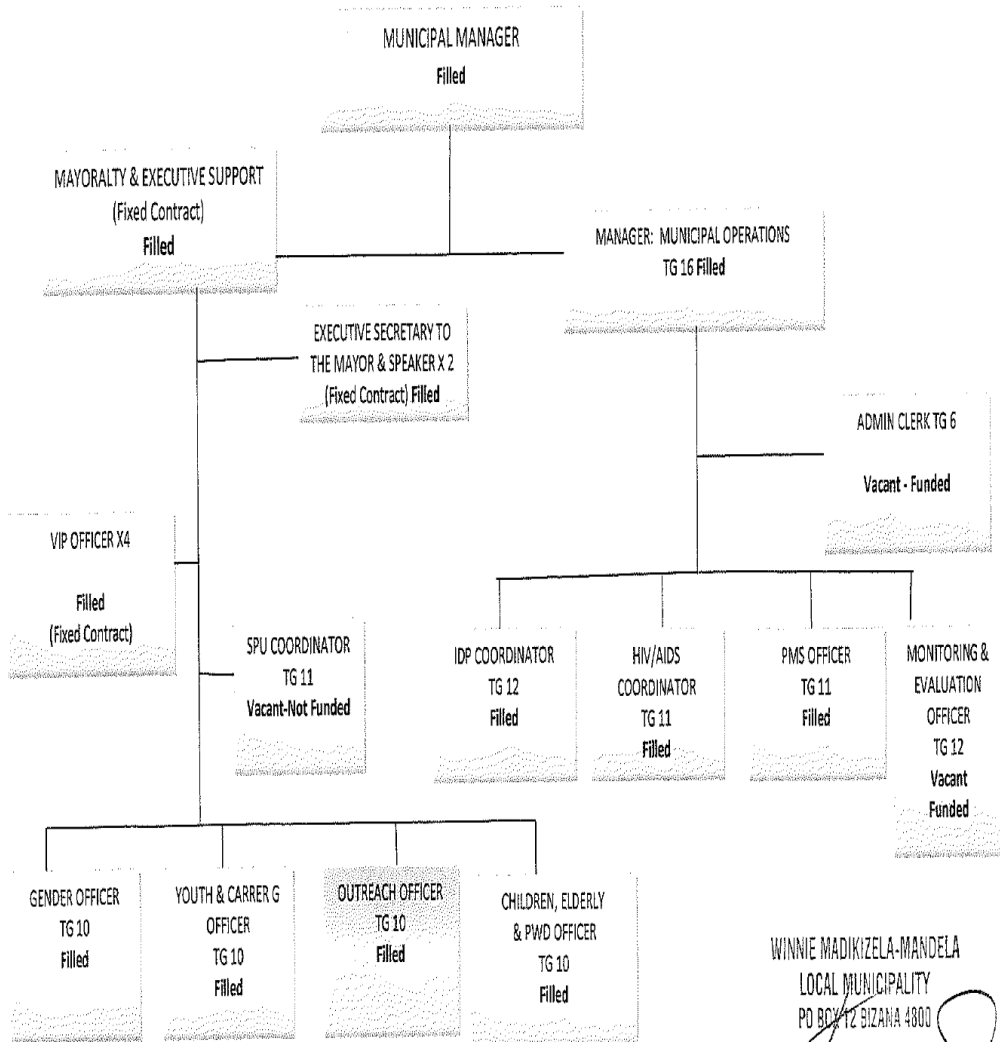 MUNICIPAL MANAGER
Filled
MAYORALTY & EXECUTIVE SUPPORT
(Fixed Contract)
Filled
MANAGER: MUNICIPAL OPERATIONS
TG 16 Filled
EXECUTIVE SECRETARY TO
THE MAYOR & SPEAKER X 2
(Fixed Contract) Filled
ADMIN CLERK TG 6
Vacant - Funded
VIP OFFICER X4
Filled
(Fixed Contract)
SPU COORDINATOR
TG 11
Vacant-Not Funded
IDP COORDINATOR
TG 12
Filled
HIV/AIDS
COORDINATOR
TG 11
Filled
PMS OFFICER
TG 11
Filled
MONITORING &
EVALUATION
OFFICER
TG 12
Vacant
Funded
GENDER OFFICER
TG 10
Filled
YOUTH & CARRER G
OFFICER
TG 10
Filled
OUTREACH OFFICER
TG 10
Filled
CHILDREN, ELDERLY
& PWD OFFICER
TG 10
Filled
WINNIE MADIKIZELA-MANDELA
LOCAL MUNICIPALITY
PO BOX 12 BIZANA 4800